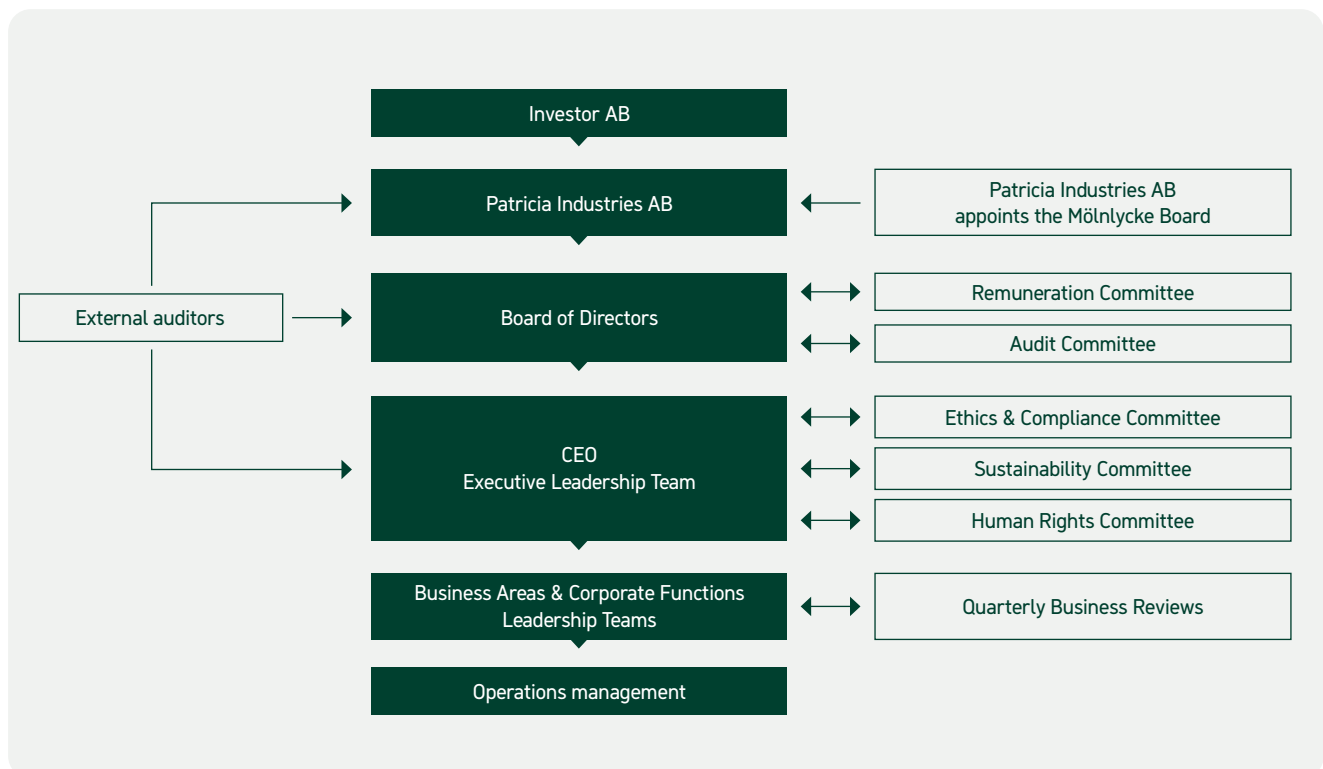 Investor AB
Patricia Industries AB
Patricia Industries AB
appoints the Mölnlycke Board
External auditors
Board of Directors
Remuneration Committee
Audit Committee
CEO
Executive Leadership Team
Ethics & Compliance Committee
Sustainability Committee
Human Rights Committee
Business Areas & Corporate Functions
Leadership Teams
Quarterly Business Reviews
Operations management